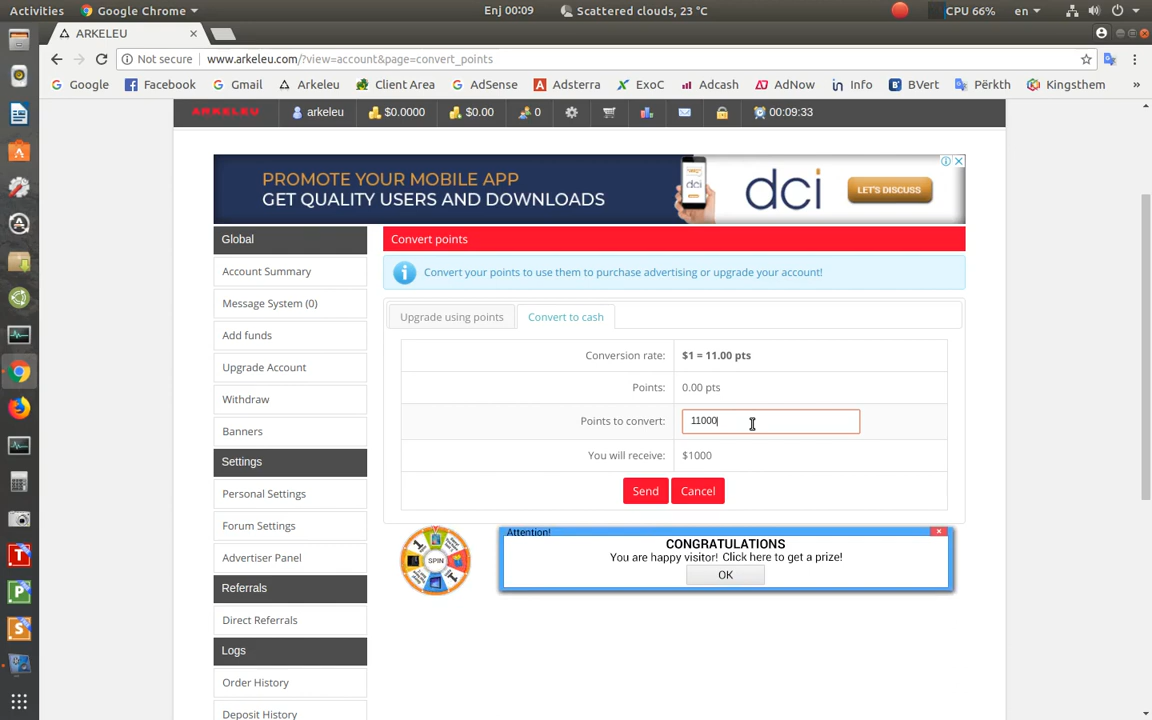 Activities Google Chrome Enj 00:09 Scattered clouds, 23 °C CPU 66% en
ARKELEU
Not secure www.arkeleu.com/?view=account&page=convert_points
Google Facebook Gmail Arkeleu Client Area AdSense Adsterra ExoC Adcash AdNow Info BVert Përkth Kingsthem »
ARKELEU arkeleu $0.0000 $0.00 0 00:09:33
PROMOTE YOUR MOBILE APP
GET QUALITY USERS AND DOWNLOADS
dci
dci
LET'S DISCUSS
Global
Account Summary
Message System (0)
Add funds
Upgrade Account
Withdraw
Banners
Settings
Personal Settings
Forum Settings
Advertiser Panel
Referrals
Direct Referrals
Logs
Order History
Deposit History
Convert points
Convert your points to use them to purchase advertising or upgrade your account!
Upgrade using points Convert to cash
Conversion rate: $1 = 11.00 pts
Points: 0.00 pts
Points to convert: 11000
You will receive: $1000
Send Cancel
SPIN
Attention!
CONGRATULATIONS
You are happy visitor! Click here to get a prize!
OK